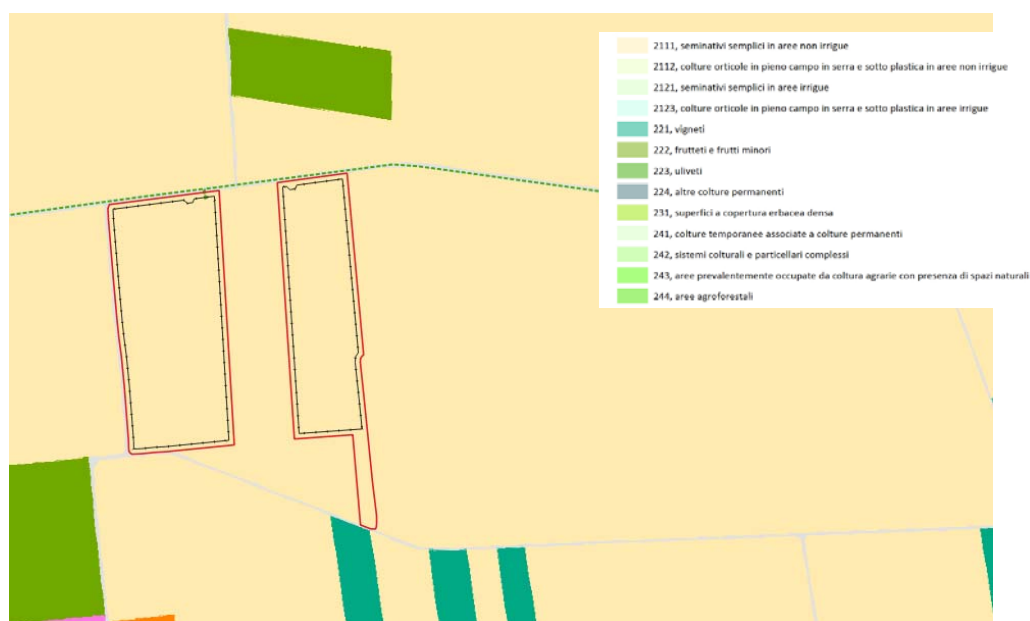 2111, seminativi semplici in aree non irrigue
2112, colture orticole in pieno campo in serra e sotto plastica in aree non irrigue
2121, seminativi semplici in aree irrigue
2123, colture orticole in pieno campo in serra e sotto plastica in aree irrigue
221, vigneti
222, frutteti e frutti minori
223, uliveti
224, altre colture permanenti
231, superfici a copertura erbacea densa
241, colture temporanee associate a colture permanenti
242, sistemi colturali e particellari complessi
243, aree prevalentemente occupate da coltura agrarie con presenza di spazi naturali
244, aree agroforestali